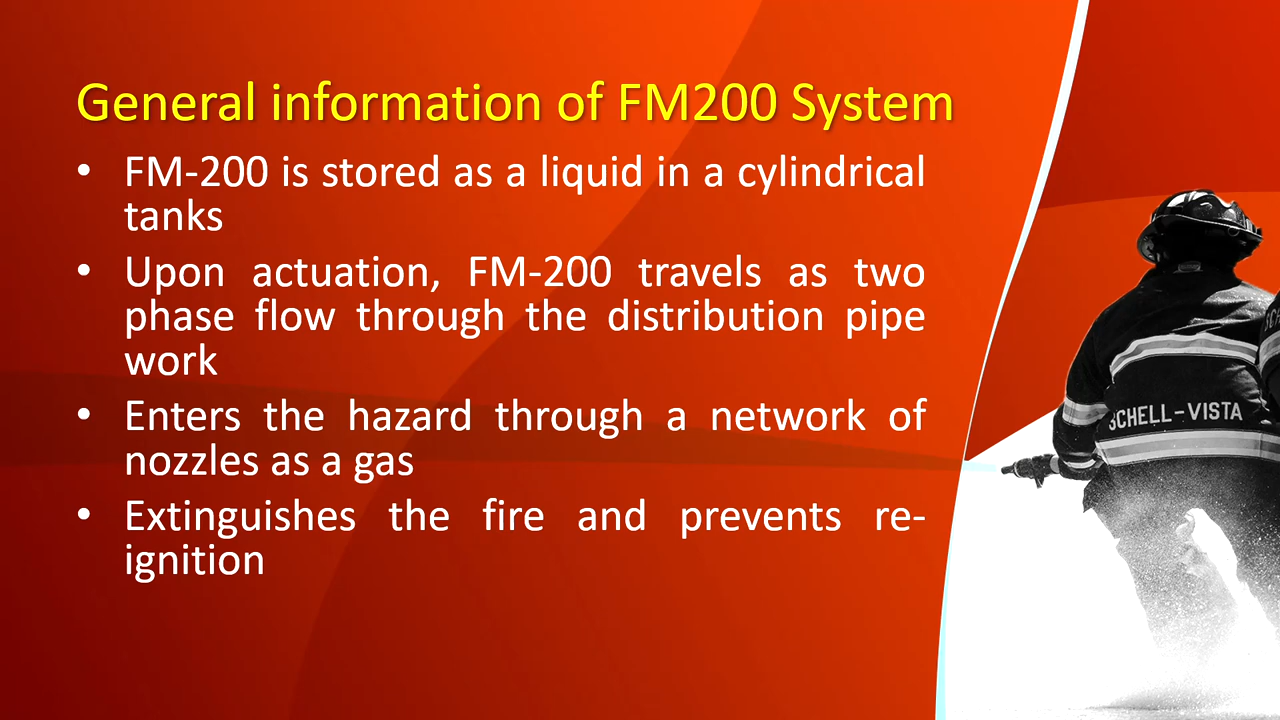 General information of FM200 System
• FM-200 is stored as a liquid in a cylindrical
tanks
• Upon actuation, FM-200 travels as two
phase flow through the distribution pipe
work
• Enters the hazard through a network of
nozzles as a gas
• Extinguishes the fire and prevents re-
ignition
SCHELL-VISTA